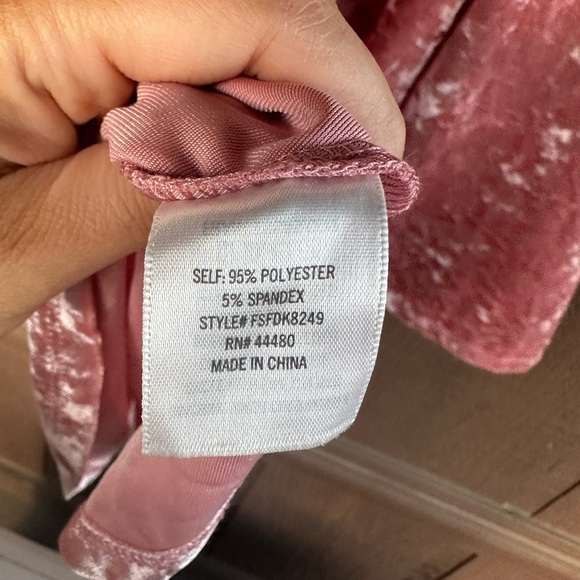 SELF: 95% POLYESTER
5% SPANDEX
STYLE# FSFDK8249
RN# 44480
MADE IN CHINA